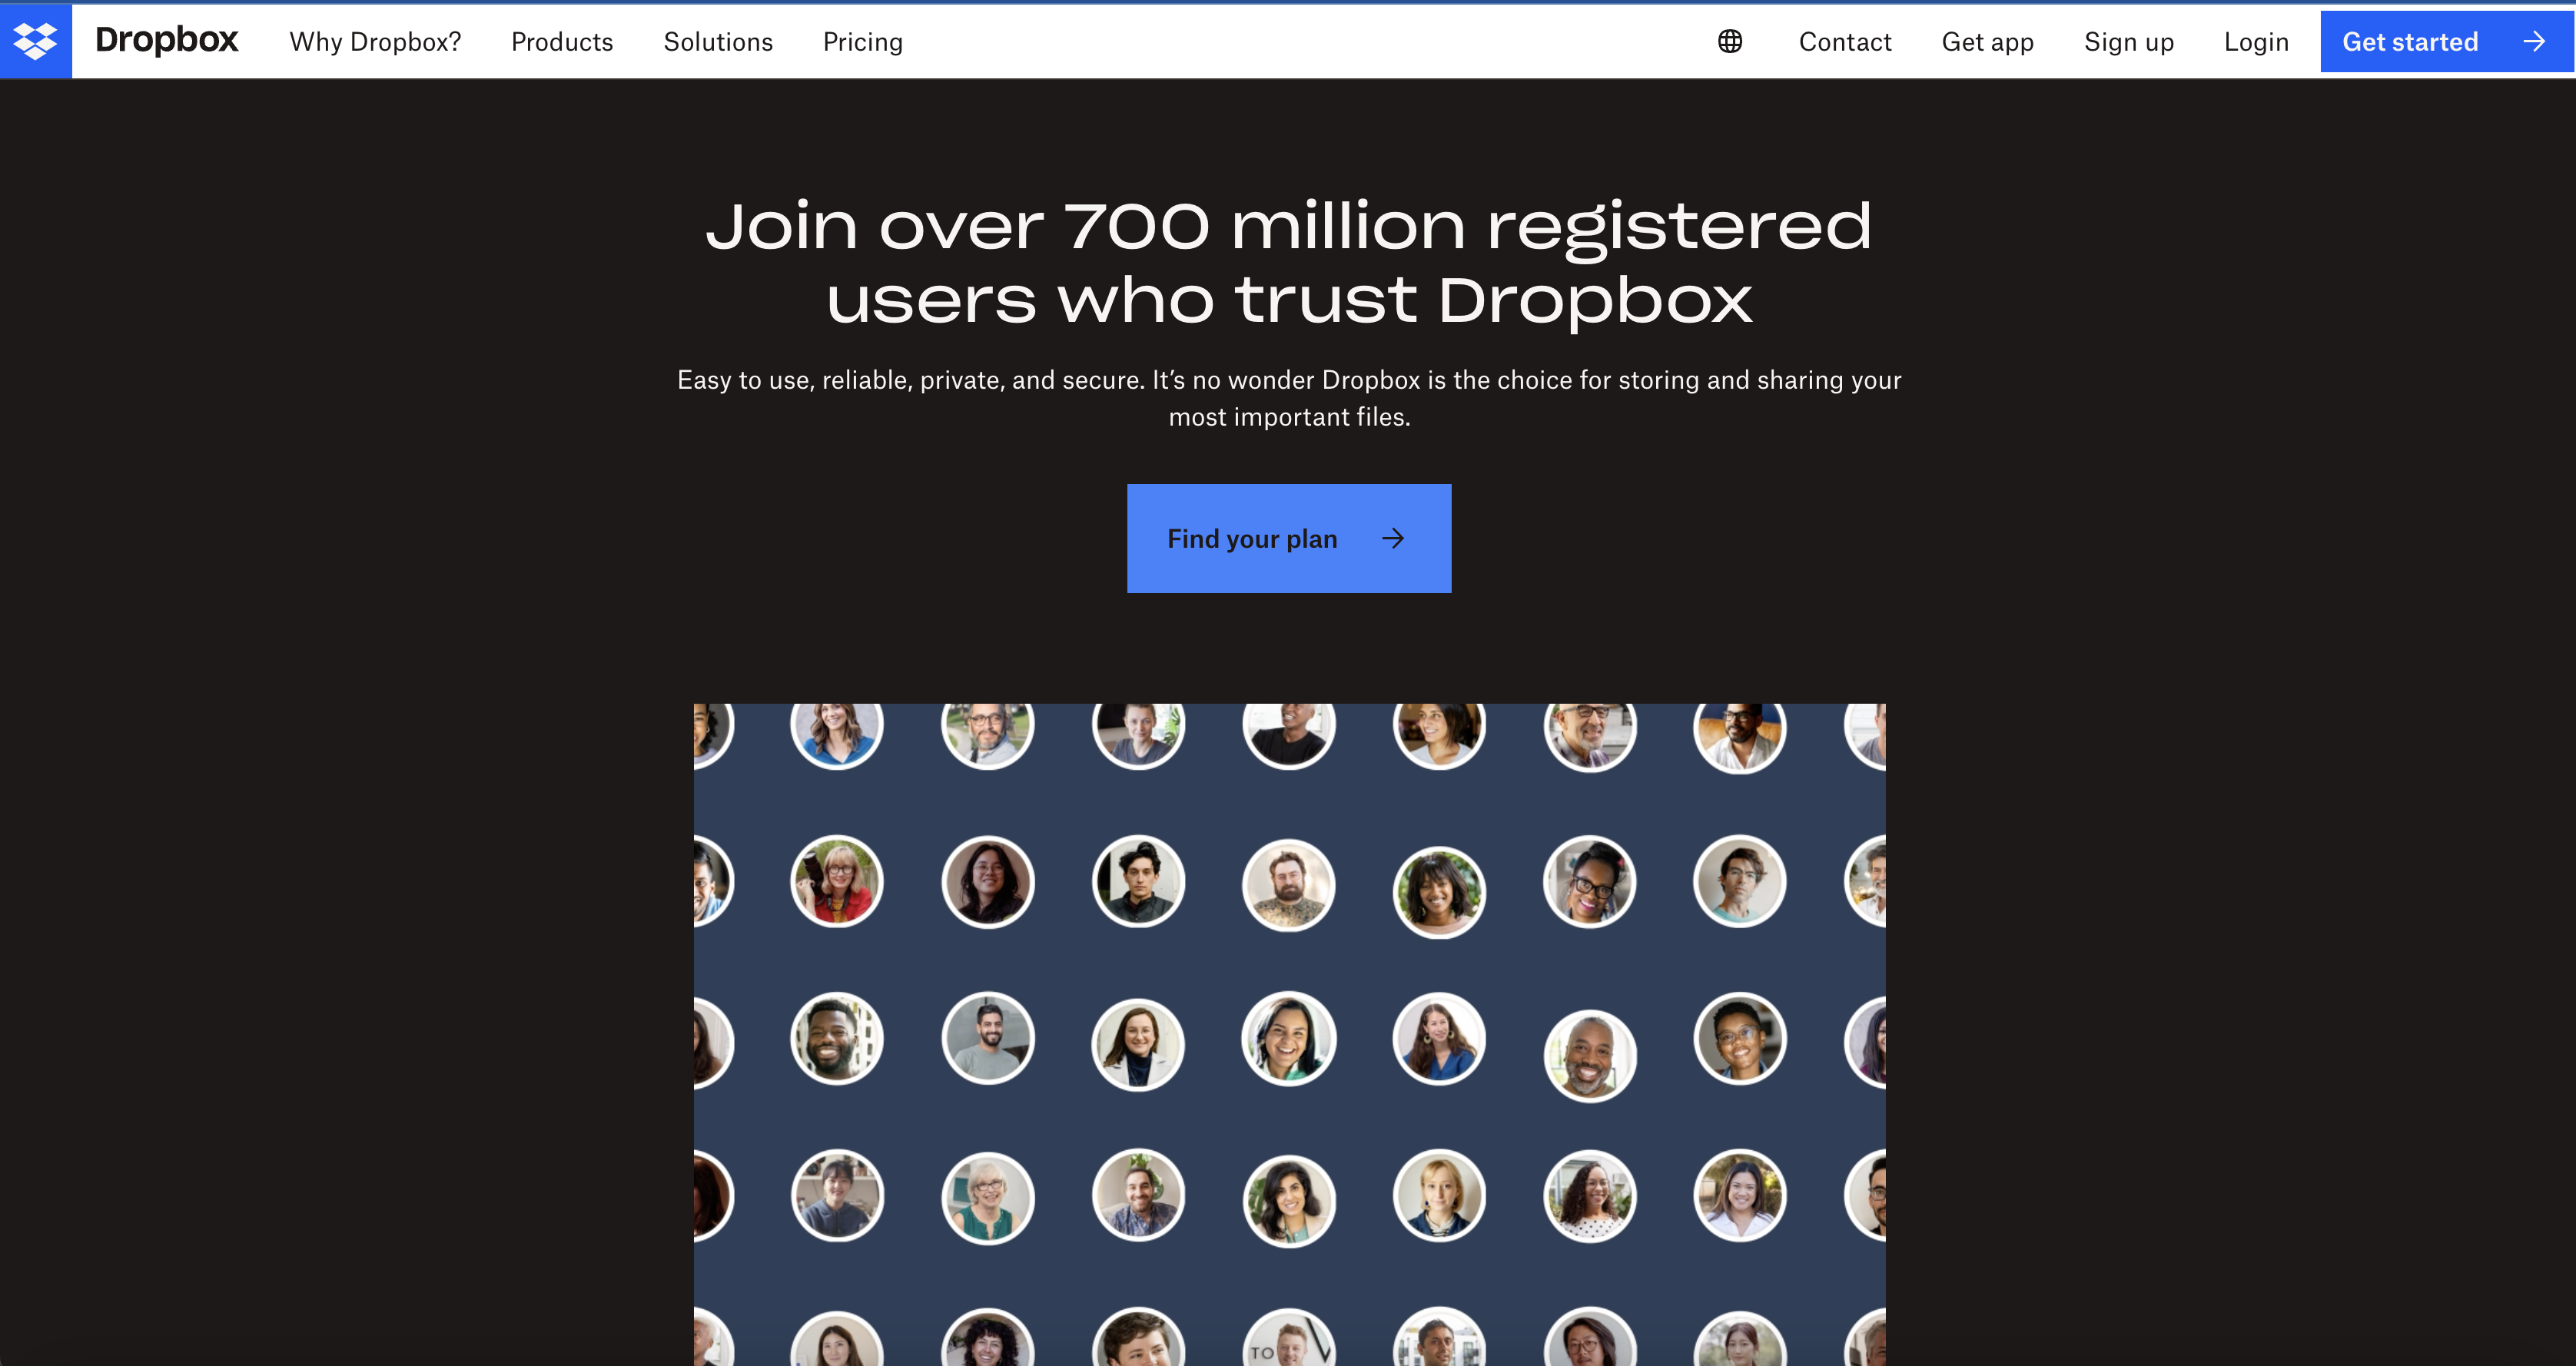 Dropbox
Why Dropbox?
Products
Solutions
Pricing
Contact
Get app
Sign up
Login
Get started
Join over 700 million registered
users who trust Dropbox
Easy to use, reliable, private, and secure. It’s no wonder Dropbox is the choice for storing and sharing your
most important files.
Find your plan
TO